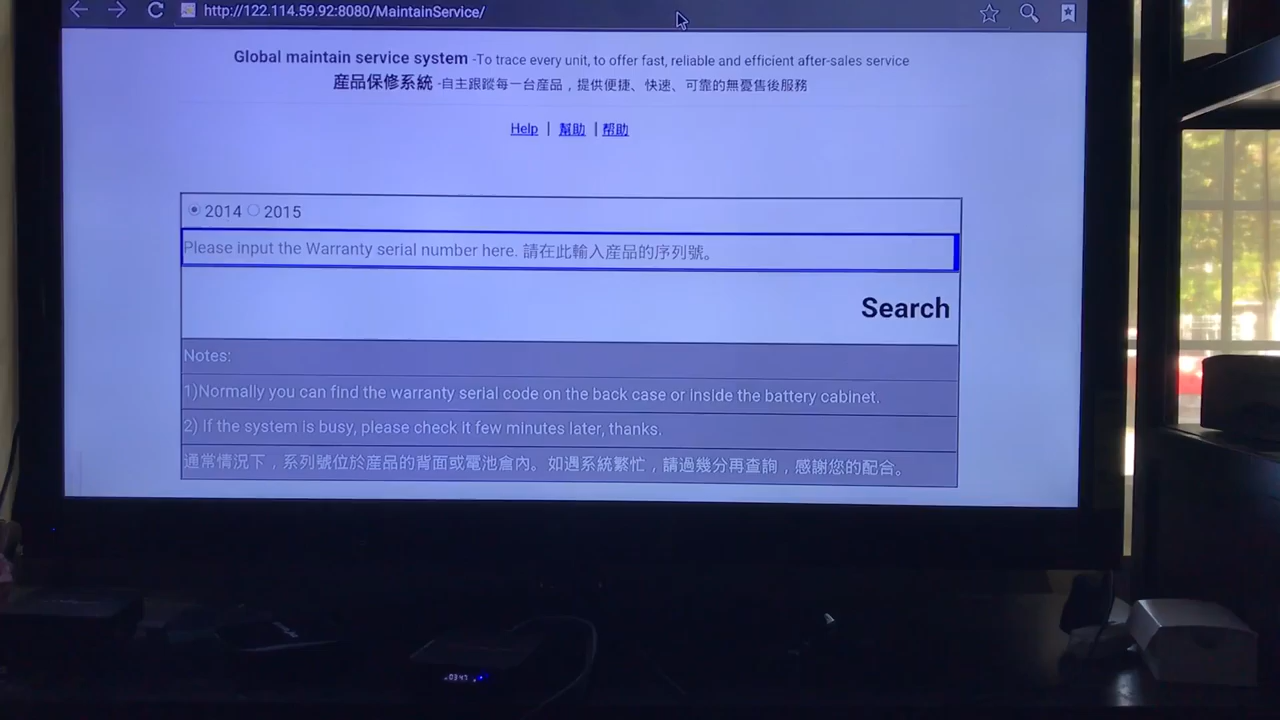 http://122.114.59.92:8080/MaintainService/
Global maintain service system -To trace every unit, to offer fast, reliable and efficient after-sales service
産品保修系統 -自主跟蹤每一台産品，提供便捷、快速、可靠的無憂售後服務
Help | 幫助 | 帮助
2014 2015
Please input the Warranty serial number here. 請在此輸入産品的序列號。
Search
Notes:
1)Normally you can find the warranty serial code on the back case or inside the battery cabinet.
2) If the system is busy, please check it few minutes later, thanks.
通常情況下，系列號位於産品的背面或電池倉內。如遇系統繁忙，請過幾分再查詢，感謝您的配合。
0347